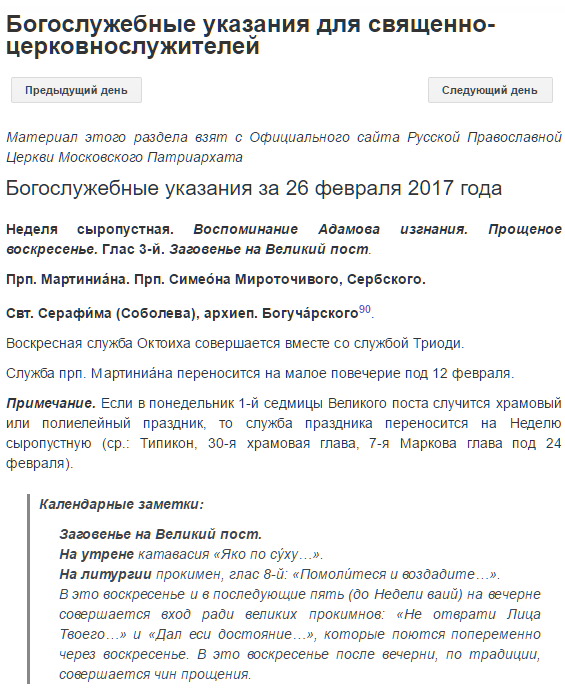 Богослужебные указания для священно-
церковнослужителей
Предыдущий день
Следующий день
Материал этого раздела взят с Официального сайта Русской Православной
Церкви Московского Патриархата
Богослужебные указания за 26 февраля 2017 года
Неделя сыропустная. Воспоминание Адамова изгнания. Прощеное
воскресенье. Глас 3-й. Заговенье на Великий пост.
Прп. Мартиниа́на. Прп. Симео́на Мироточивого, Сербского.
Свт. Серафи́ма (Соболева), архиеп. Богуча́рского90.
Воскресная служба Октоиха совершается вместе со службой Триоди.
Служба прп. Мартиниа́на переносится на малое повечерие под 12 февраля.
Примечание. Если в понедельник 1-й седмицы Великого поста случится храмовый
или полиелейный праздник, то служба праздника переносится на Неделю
сыропустную (ср.: Типикон, 30-я храмовая глава, 7-я Маркова глава под 24
февраля).
Календарные заметки:
Заговенье на Великий пост.
На утрене катавасия «Яко по су́ху…».
На литургии прокимен, глас 8-й: «Помоли́теся и воздадите…».
В это воскресенье и в последующие пять (до Недели ваий) на вечерне
совершается вход ради великих прокимнов: «Не отврати Лица
Твоего…» и «Дал еси достояние…», которые поются попеременно
через воскресенье. В это воскресенье после вечерни, по традиции,
совершается чин прощения.